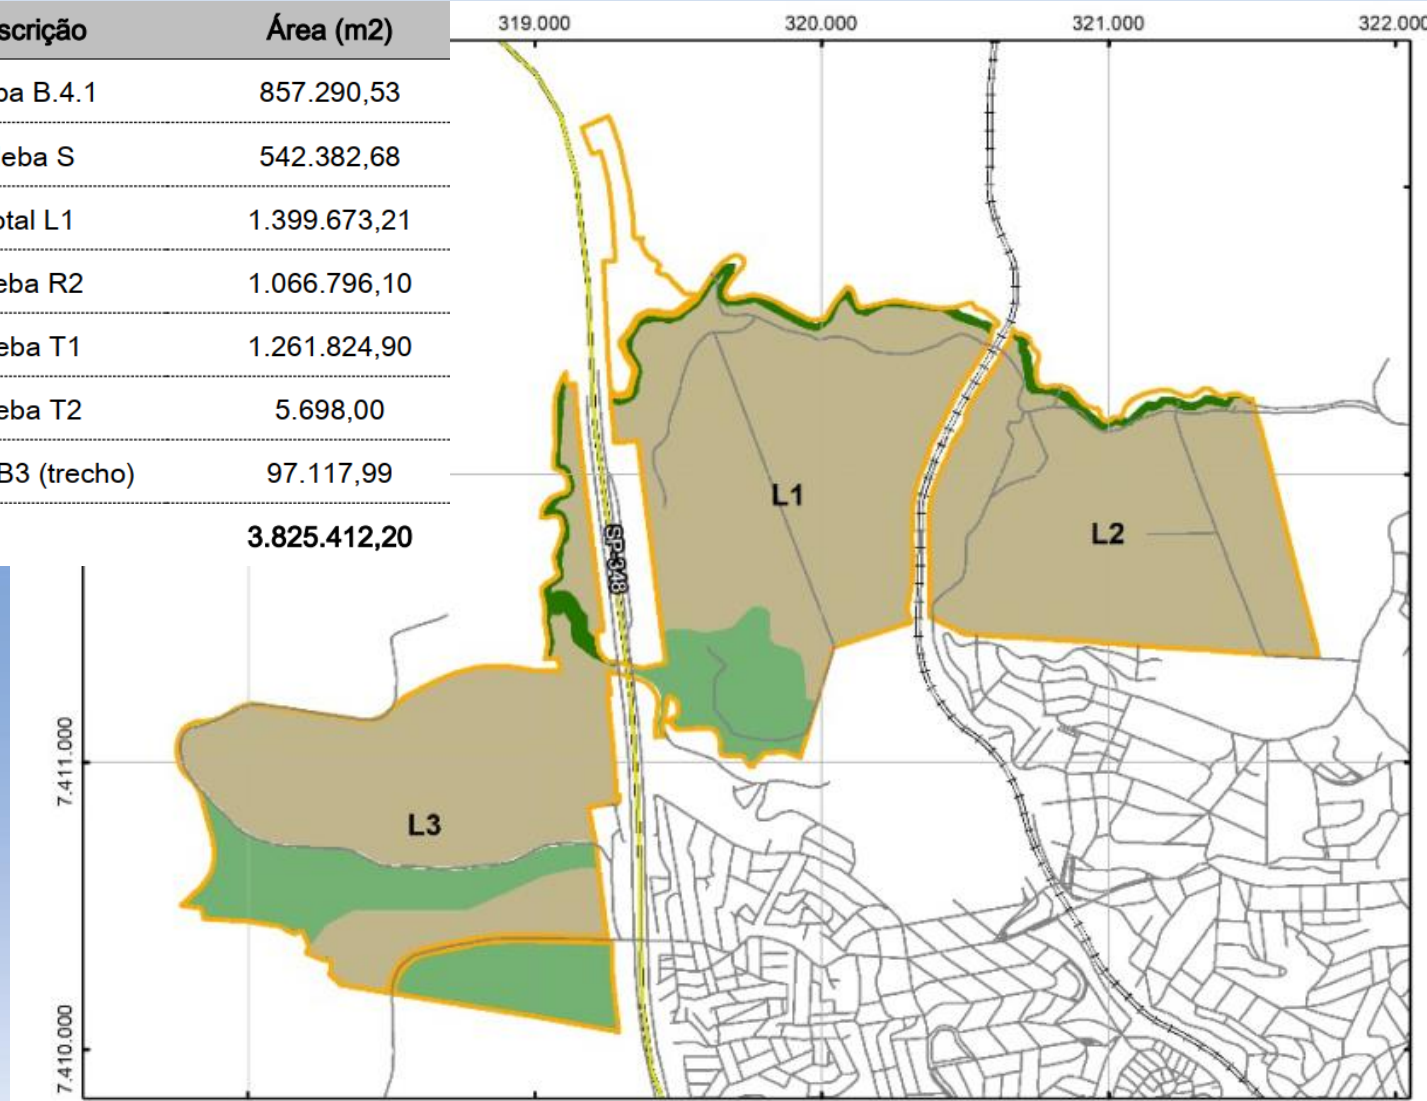 scrição Área (m2)
ba B.4.1 857.290,53
eba S 542.382,68
otal L1 1.399.673,21
eba R2 1.066.796,10
eba T1 1.261.824,90
eba T2 5.698,00
B3 (trecho) 97.117,99
3.825.412,20
319.000 320.000 321.000 322.000
L1
L2
SP-348
L3
7.411.000
7.410.000